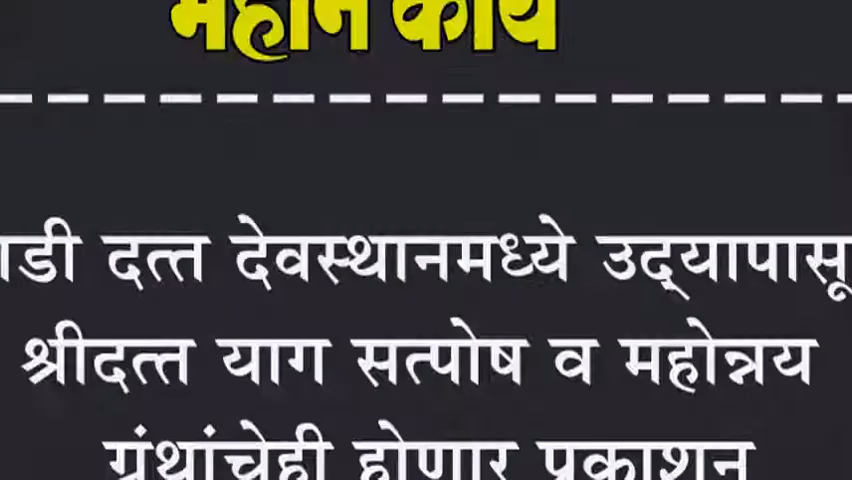 महान कार्य
दत्त देवस्थानमध्ये
श्रीदत्त याग सत्पोष व महोन्नय
ग्रंथांचेही होणार प्रकाशन